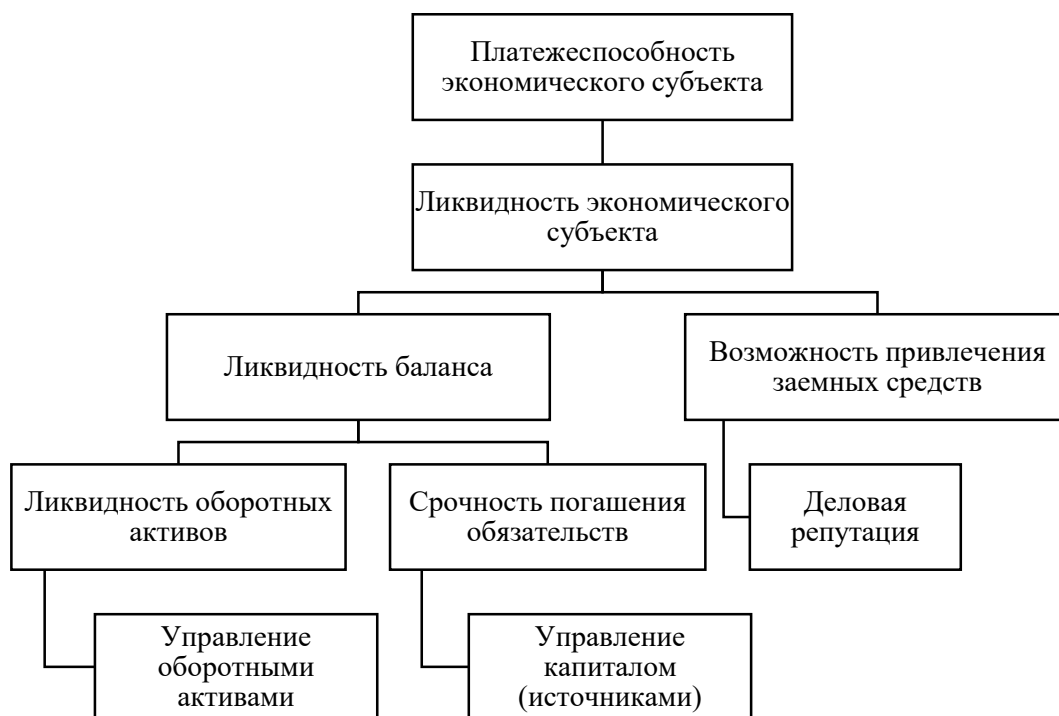 Платежеспособность
экономического субъекта
Ликвидность экономического
субъекта
Ликвидность баланса
Возможность привлечения
заемных средств
Ликвидность оборотных
активов
Срочность погашения
обязательств
Деловая
репутация
Управление
оборотными
активами
Управление
капиталом
(источниками)